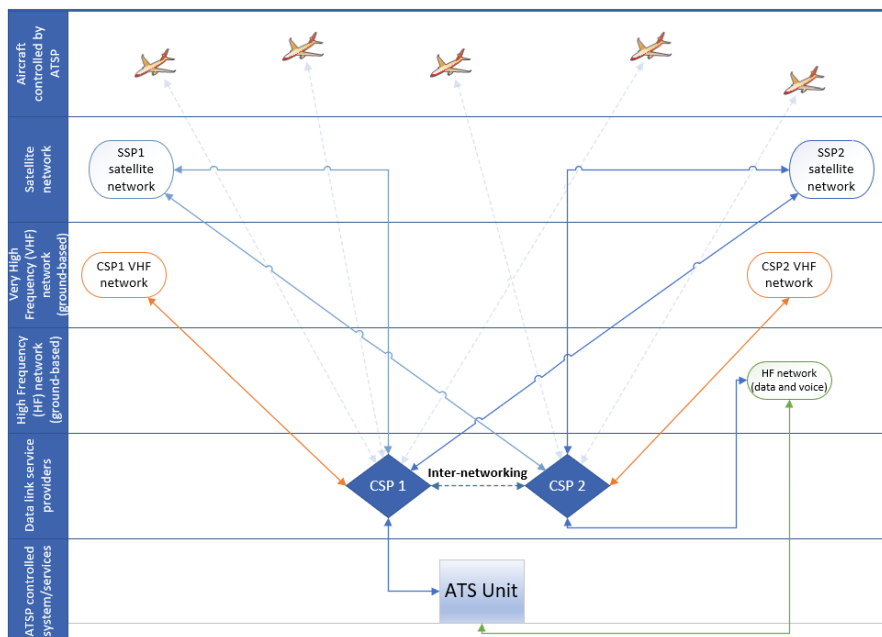 Aircraft
controlled by
ATSP
Satellite
network
SSP1
satellite
network
SSP2
satellite
network
Very High
Frequency (VHF)
network
(ground-based)
CSP1 VHF
network
CSP2 VHF
network
High Frequency
(HF) network
(ground-based)
HF network
(data and voice)
Data link service
providers
CSP 1
Inter-networking
CSP 2
ATSP controlled
system/services
ATS Unit